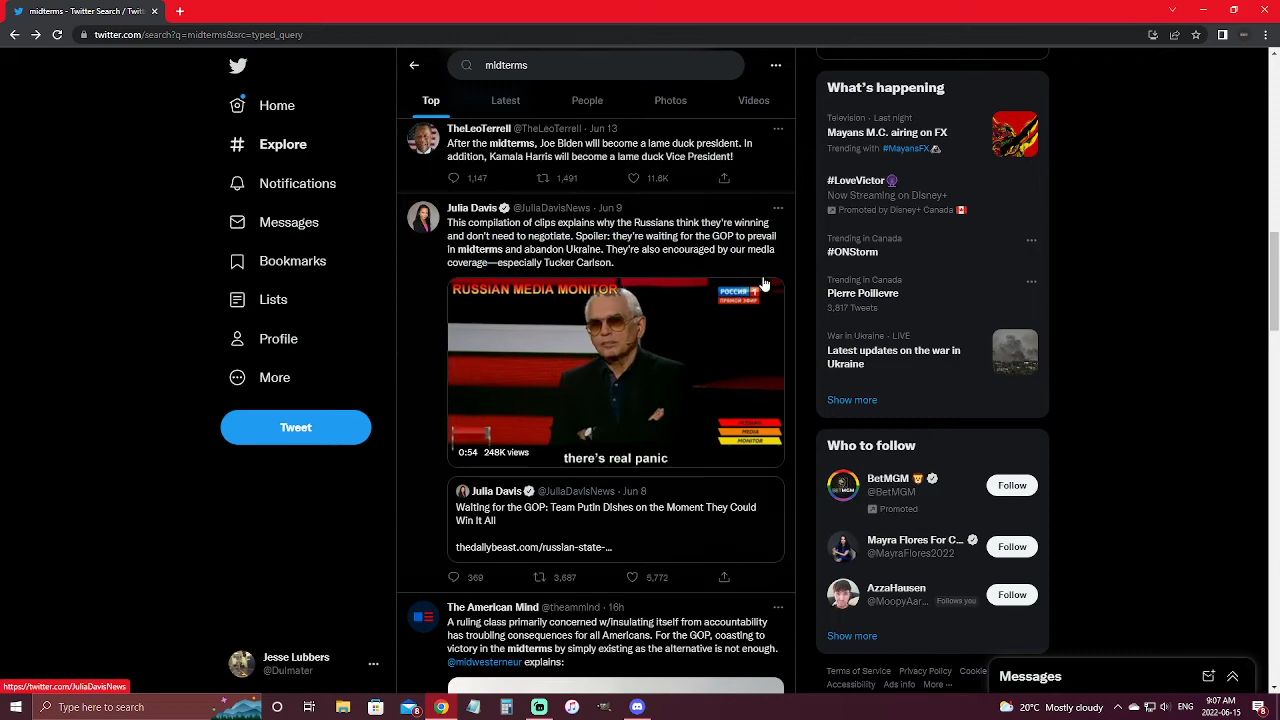 midterms - Twitter Search / Twitt
twitter.com/search?q=midterms&src=typed_query
Home
Explore
Notifications
Messages
Bookmarks
Lists
Profile
More
Tweet
Jesse Lubbers
@Dulmater
https://twitter.com/JuliaDavisNews
midterms
Top
Latest
People
Photos
Videos
TheLeoTerrell @TheLeoTerrell · Jun 13
After the midterms, Joe Biden will become a lame duck president. In
addition, Kamala Harris will become a lame duck Vice President!
1,147
1,491
11.6K
Julia Davis @JuliaDavisNews · Jun 9
This compilation of clips explains why the Russians think they're winning
and don't need to negotiate. Spoiler: they're waiting for the GOP to prevail
in midterms and abandon Ukraine. They're also encouraged by our media
coverage—especially Tucker Carlson.
RUSSIAN MEDIA MONITOR
РОССИЯ 1
ПРЯМОЙ ЭФИР
RUSSIAN
MEDIA
MONITOR
0:54 248K views
there's real panic
Julia Davis @JuliaDavisNews · Jun 8
Waiting for the GOP: Team Putin Dishes on the Moment They Could
Win It All
thedailybeast.com/russian-state-...
369
3,687
5,772
The American Mind @theammind · 16h
A ruling class primarily concerned w/insulating itself from accountability
has troubling consequences for all Americans. For the GOP, coasting to
victory in the midterms by simply existing as the alternative is not enough.
@midwesterneur explains:
What's happening
Television · Last night
Mayans M.C. airing on FX
Trending with #MayansFX
#LoveVictor
Now Streaming on Disney+
Promoted by Disney+ Canada
Trending in Canada
#ONStorm
Trending in Canada
Pierre Poilievre
3,817 Tweets
War in Ukraine · LIVE
Latest updates on the war in
Ukraine
Show more
Who to follow
BetMGM
@BetMGM
Follow
Promoted
Mayra Flores For C...
@MayraFlores2022
Follow
AzzaHausen
@MoopyAar... Follows you
Follow
Show more
Terms of Service Privacy Policy Cookie
Accessibility Ads info More ···
Messages
Type here to search
20°C Mostly cloudy
ENG
9:07 AM
2022-06-15